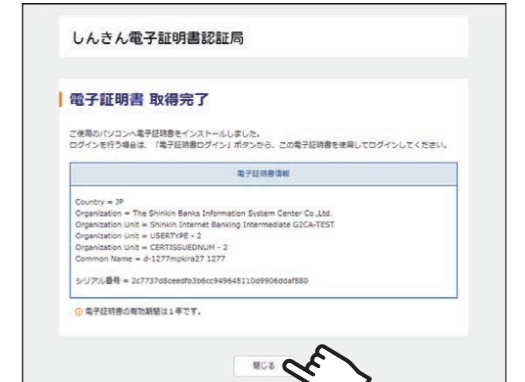 しんきん電子証明書認証局
電子証明書 取得完了
ご使用のパソコンへ電子証明書をインストールしました。
ログインを行う場合は、「電子証明書ログイン」ボタンから、この電子証明書を使用してログインしてください。
電子証明書情報
Country = JP
Organization = The Shinkin Banks Information System Center Co.,Ltd.
Organization Unit = Shinkin Internet Banking Intermediate G2CA-TEST
Organization Unit = USERTYPE - 2
Organization Unit = CERTISSUEDNUM - 2
Common Name = d-1277mpkira27 1277
シリアル番号 = 2c7737d8ceedfb3b6cc949645110d9906ddaf580
電子証明書の有効期間は1年です。
閉じる